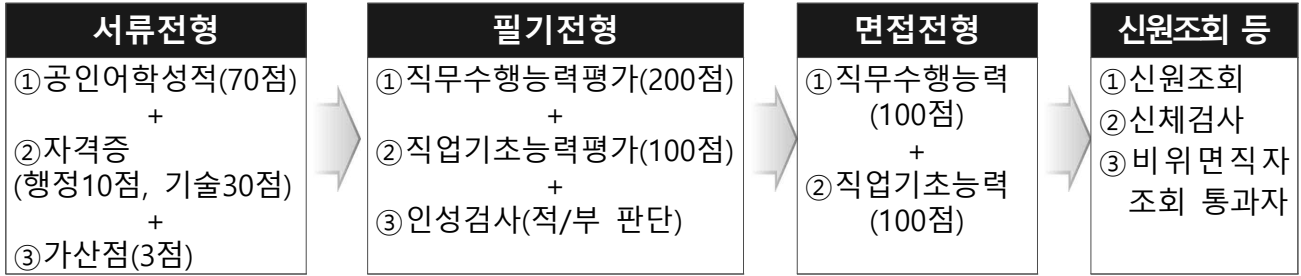 서류전형
①공인어학성적(70점)
+
②자격증
(행정10점, 기술30점)
+
③가산점(3점)
필기전형
①직무수행능력평가(200점)
+
②직업기초능력평가(100점)
+
③인성검사(적/부 판단)
면접전형
①직무수행능력
(100점)
+
②직업기초능력
(100점)
신원조회 등
①신원조회
②신체검사
③비위면직자
조회 통과자